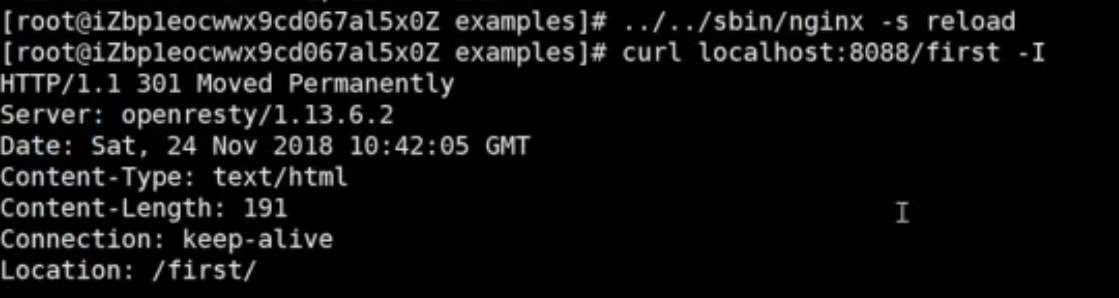 [root@iZbp1eocwwx9cd067al5x0Z examples]# ../../sbin/nginx -s reload
[root@iZbp1eocwwx9cd067al5x0Z examples]# curl localhost:8088/first -I
HTTP/1.1 301 Moved Permanently
Server: openresty/1.13.6.2
Date: Sat, 24 Nov 2018 10:42:05 GMT
Content-Type: text/html
Content-Length: 191
Connection: keep-alive
Location: /first/